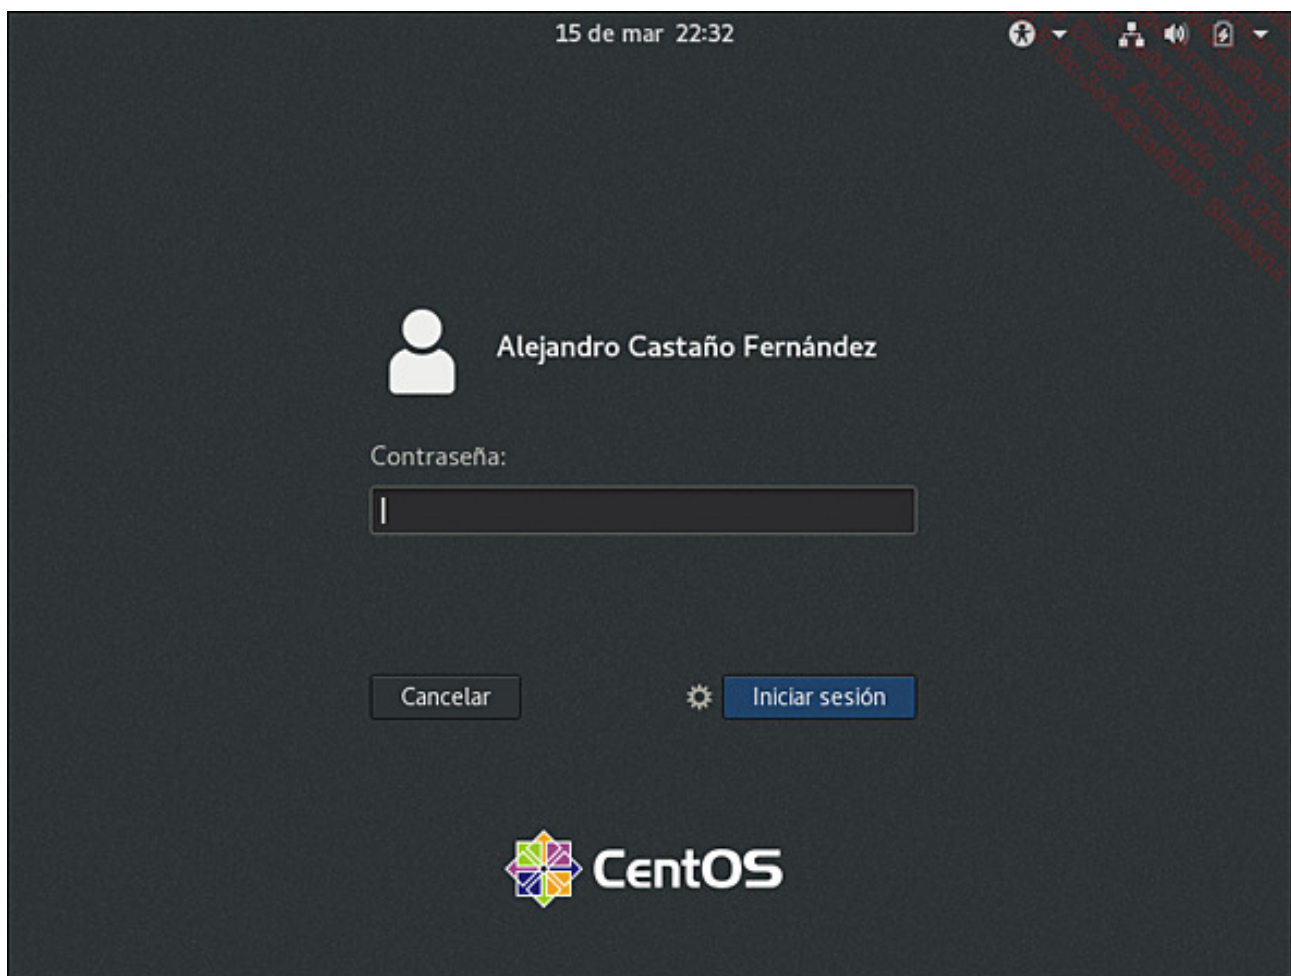 15 de mar 22:32
Alejandro Castaño Fernández
Contraseña:
Cancelar
Iniciar sesión
CentOS